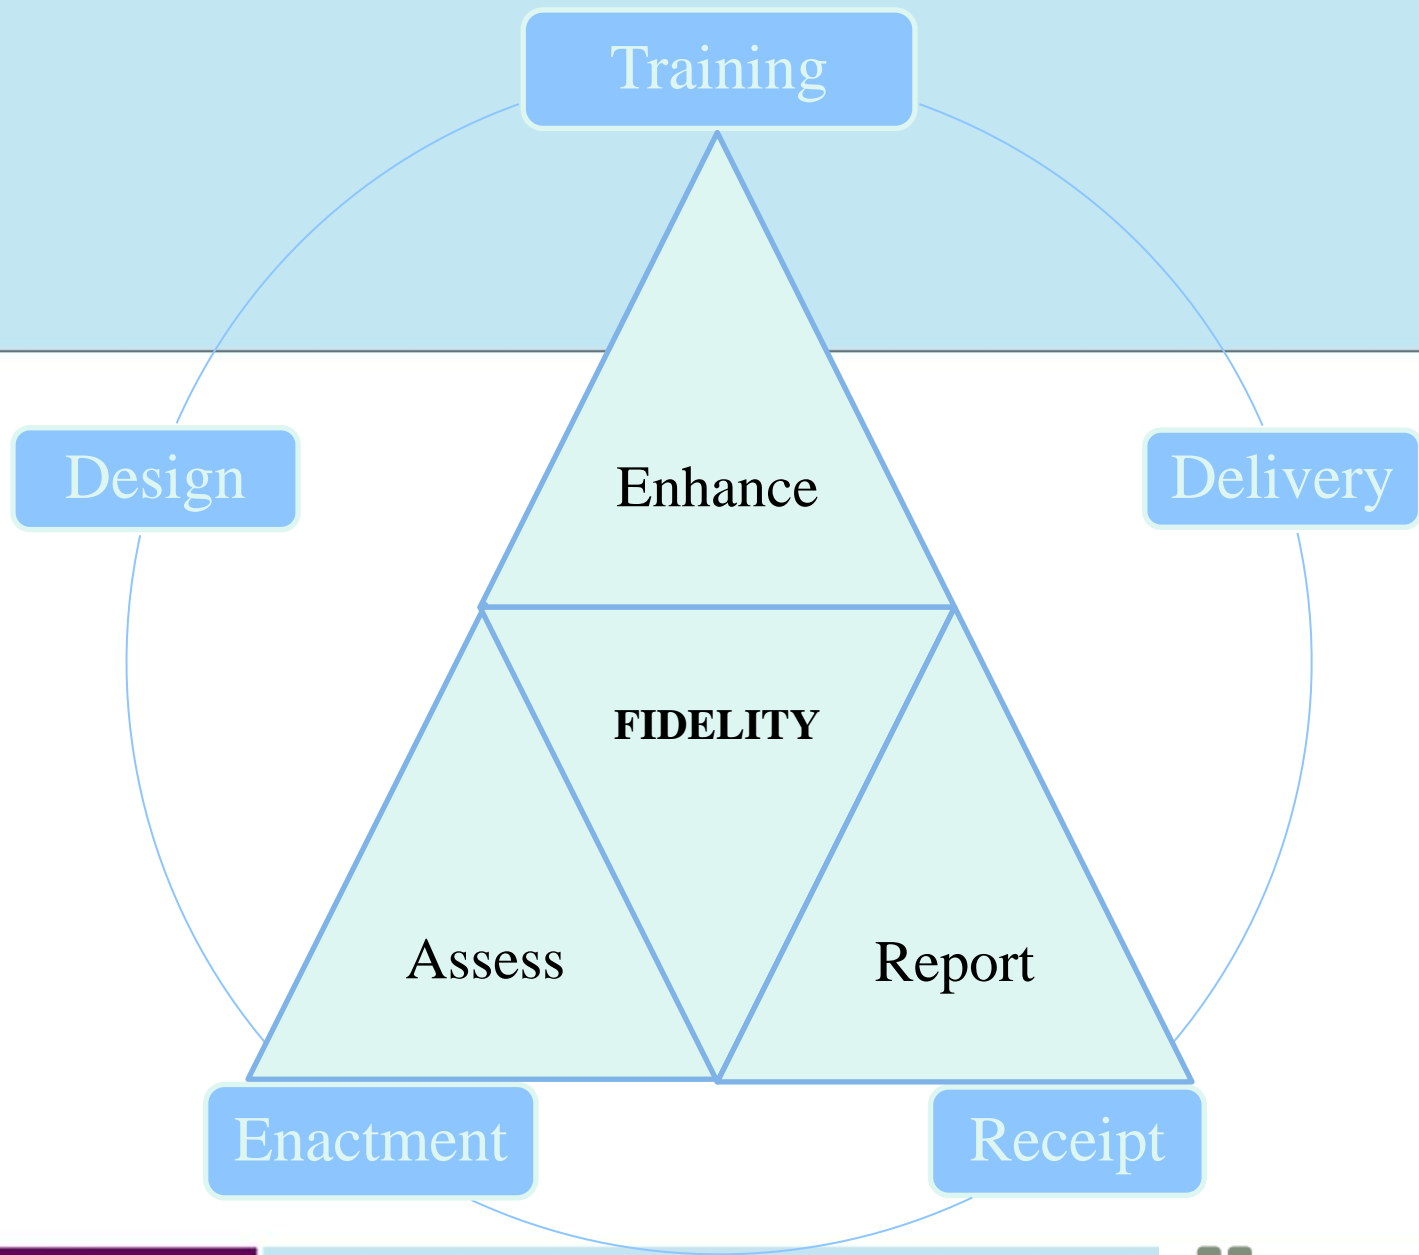 Training
Design
Delivery
Enhance
FIDELITY
Assess
Report
Enactment
Receipt